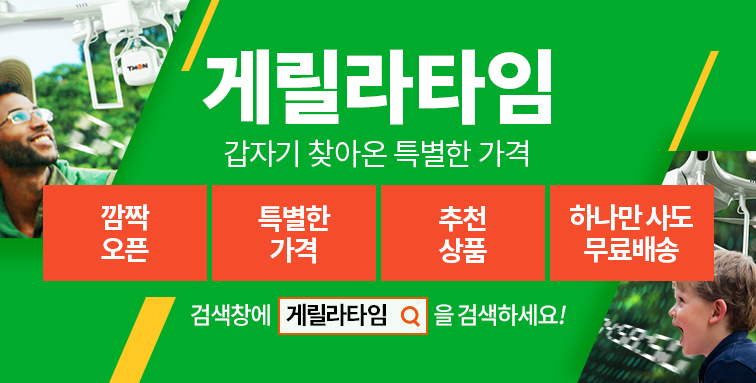 TMON
게릴라타임
갑자기 찾아온 특별한 가격
깜짝
오픈
특별한
가격
추천
상품
하나만 사도
무료배송
검색창에 게릴라타임 을 검색하세요!